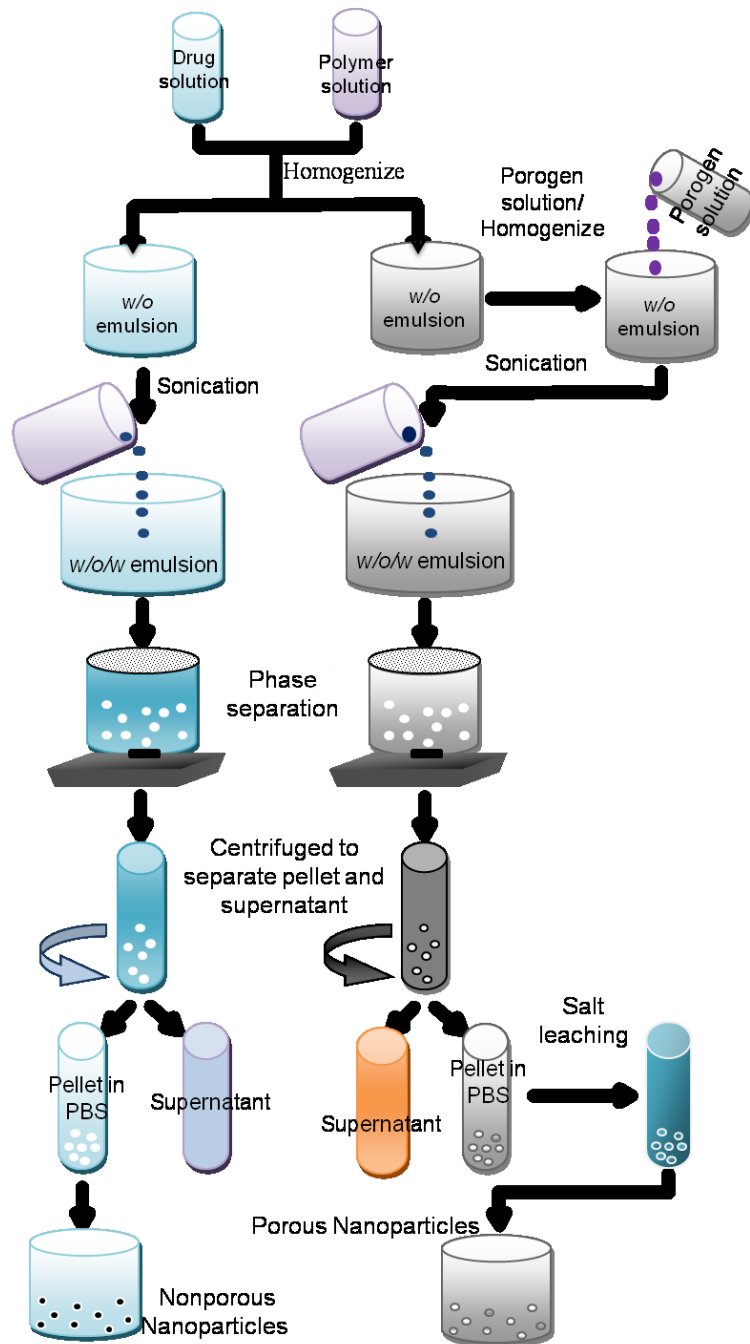 Drug
solution
Polymer
solution
Homogenize
Porogen
solution/
Homogenize
Porogen
solution
w/o
emulsion
w/o
emulsion
w/o
emulsion
Sonication
Sonication
w/o/w emulsion
w/o/w emulsion
Phase
separation
Centrifuged to
separate pellet and
supernatant
Pellet in
PBS
Supernatant
Supernatant
Pellet in
PBS
Salt
leaching
Porous Nanoparticles
Nonporous
Nanoparticles